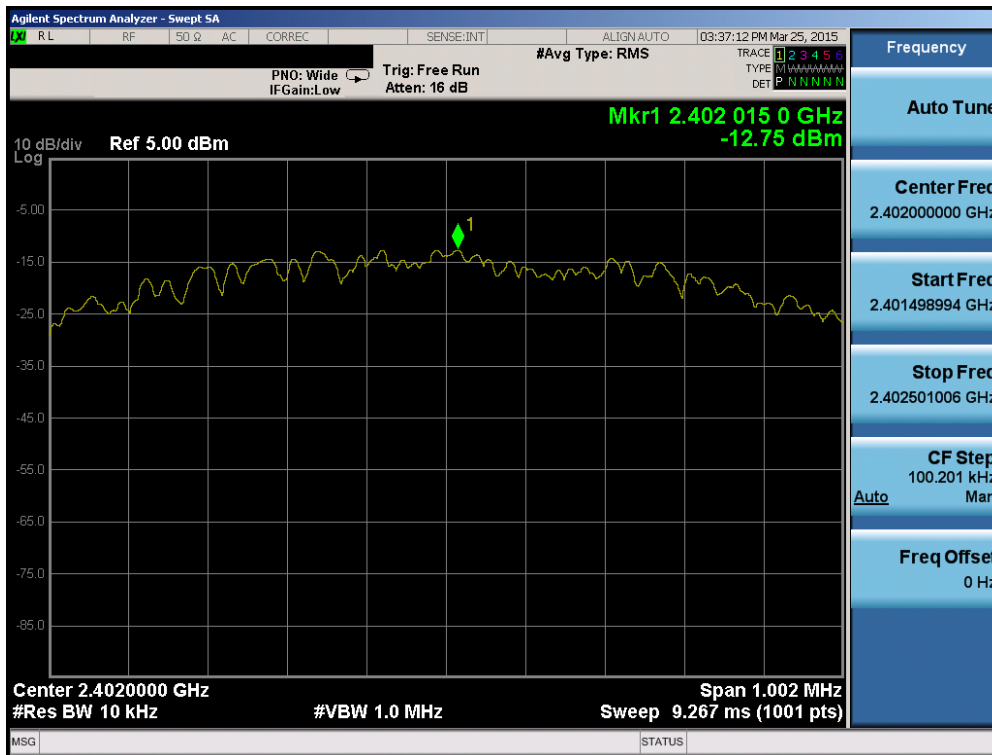 Agilent Spectrum Analyzer - Swept SA
LXI RL RF 50 Ω AC CORREC SENSE:INT ALIGN AUTO 03:37:12 PM Mar 25, 2015
#Avg Type: RMS
TRACE 1 2 3 4 5 6
PNO: Wide Trig: Free Run TYPE M WWWWW
IFGain:Low Atten: 16 dB DET P N N N N N
Mkr1 2.402 015 0 GHz
-12.75 dBm
10 dB/div Ref 5.00 dBm
Log
1
-5.00
-15.0
-25.0
-35.0
-45.0
-55.0
-65.0
-75.0
-85.0
Center 2.4020000 GHz Span 1.002 MHz
#Res BW 10 kHz #VBW 1.0 MHz Sweep 9.267 ms (1001 pts)
MSG STATUS
Frequency
Auto Tune
Center Freq
2.402000000 GHz
Start Freq
2.401498994 GHz
Stop Freq
2.402501006 GHz
CF Step
100.201 kHz
Auto Man
Freq Offset
0 Hz